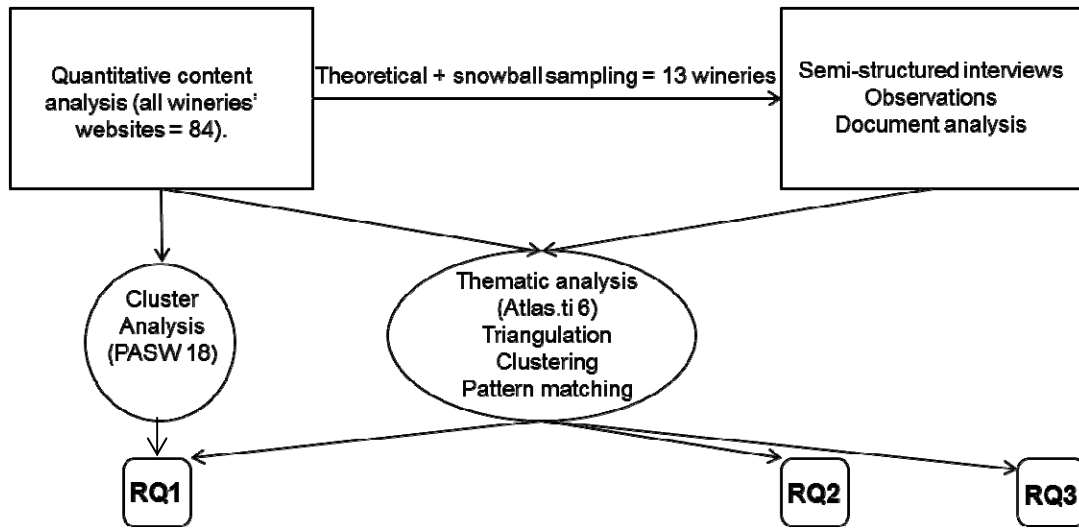 Quantitative content
analysis (all wineries'
websites = 84).
Theoretical + snowball sampling = 13 wineries
Semi-structured interviews
Observations
Document analysis
Cluster
Analysis
(PASW 18)
Thematic analysis
(Atlas.ti 6)
Triangulation
Clustering
Pattern matching
RQ1
RQ2
RQ3